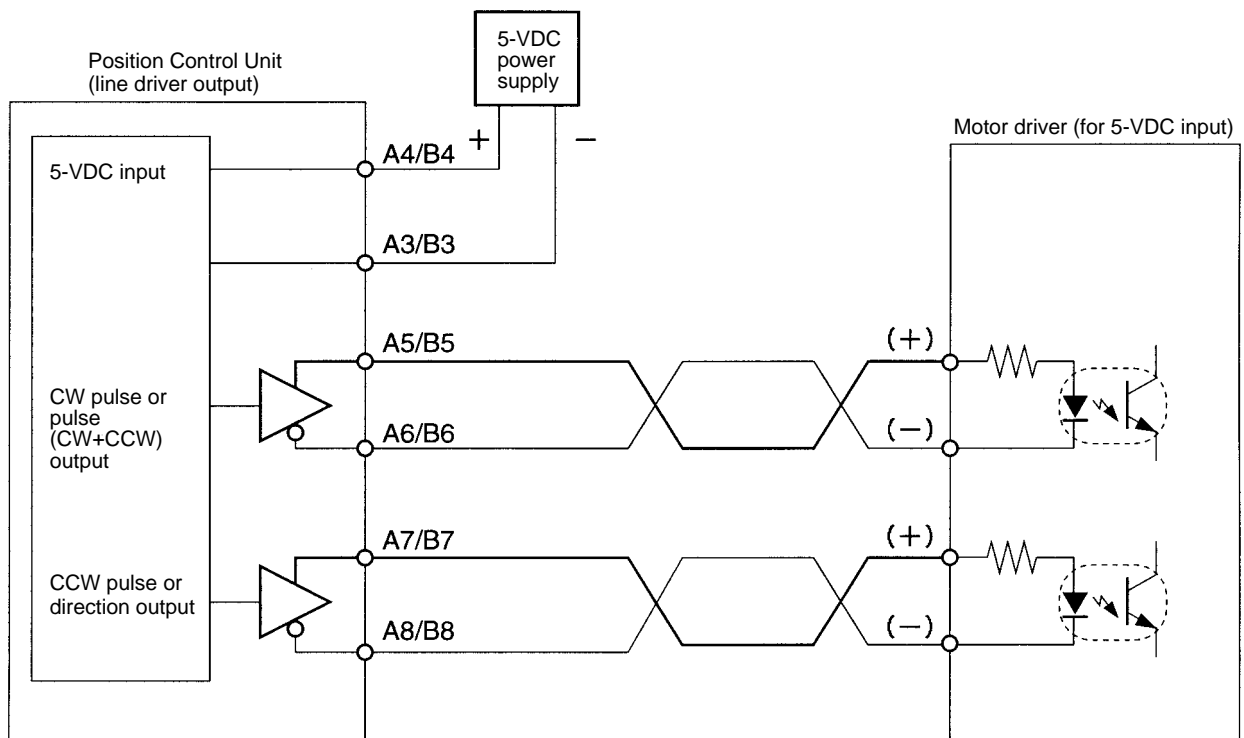 5-VDC
power
supply
Position Control Unit
(line driver output)
Motor driver (for 5-VDC input)
+
−
A4/B4
5-VDC input
A3/B3
A5/B5
(+)
CW pulse or
pulse
(CW+CCW)
output
A6/B6
(−)
A7/B7
(+)
CCW pulse or
direction output
A8/B8
(−)